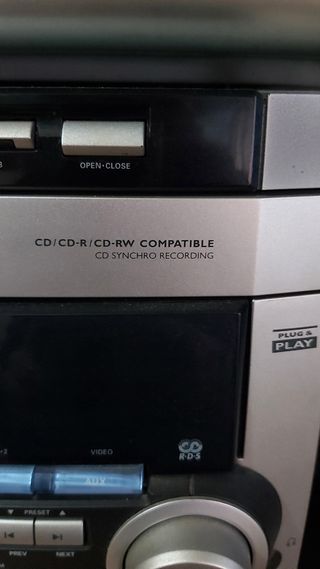 OPEN•CLOSE
CD/CD-R/CD-RW COMPATIBLE
CD SYNCHRO RECORDING
PLUG &
PLAY
VIDEO
R•D•S
AUX
▼ PRESET ▲
PREV NEXT